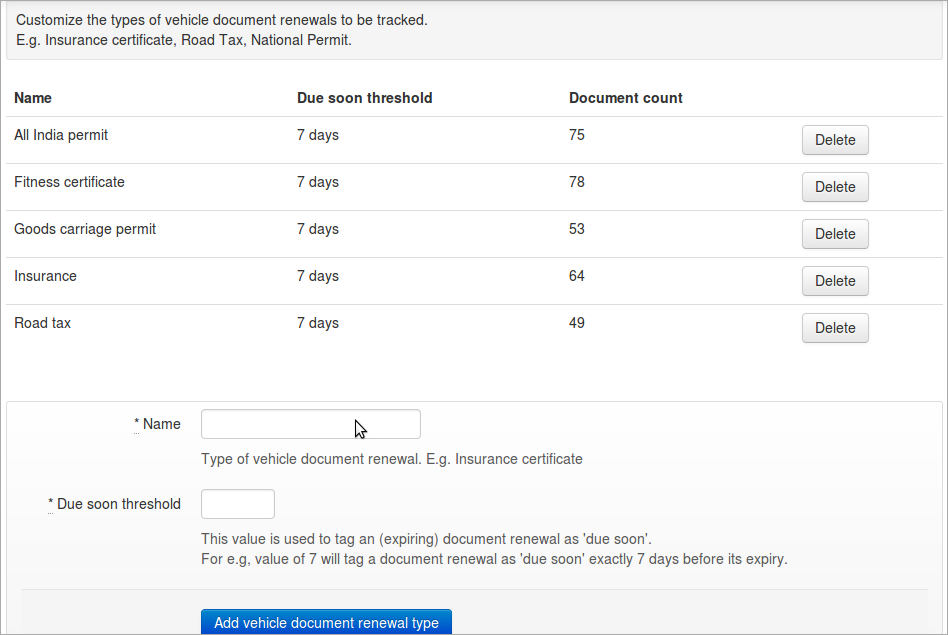 Customize the types of vehicle document renewals to be tracked.
E.g. Insurance certificate, Road Tax, National Permit.
Name Due soon threshold Document count
All India permit 7 days 75 Delete
Fitness certificate 7 days 78 Delete
Goods carriage permit 7 days 53 Delete
Insurance 7 days 64 Delete
Road tax 7 days 49 Delete
* Name
Type of vehicle document renewal. E.g. Insurance certificate
* Due soon threshold
This value is used to tag an (expiring) document renewal as 'due soon'.
For e.g, value of 7 will tag a document renewal as 'due soon' exactly 7 days before its expiry.
Add vehicle document renewal type